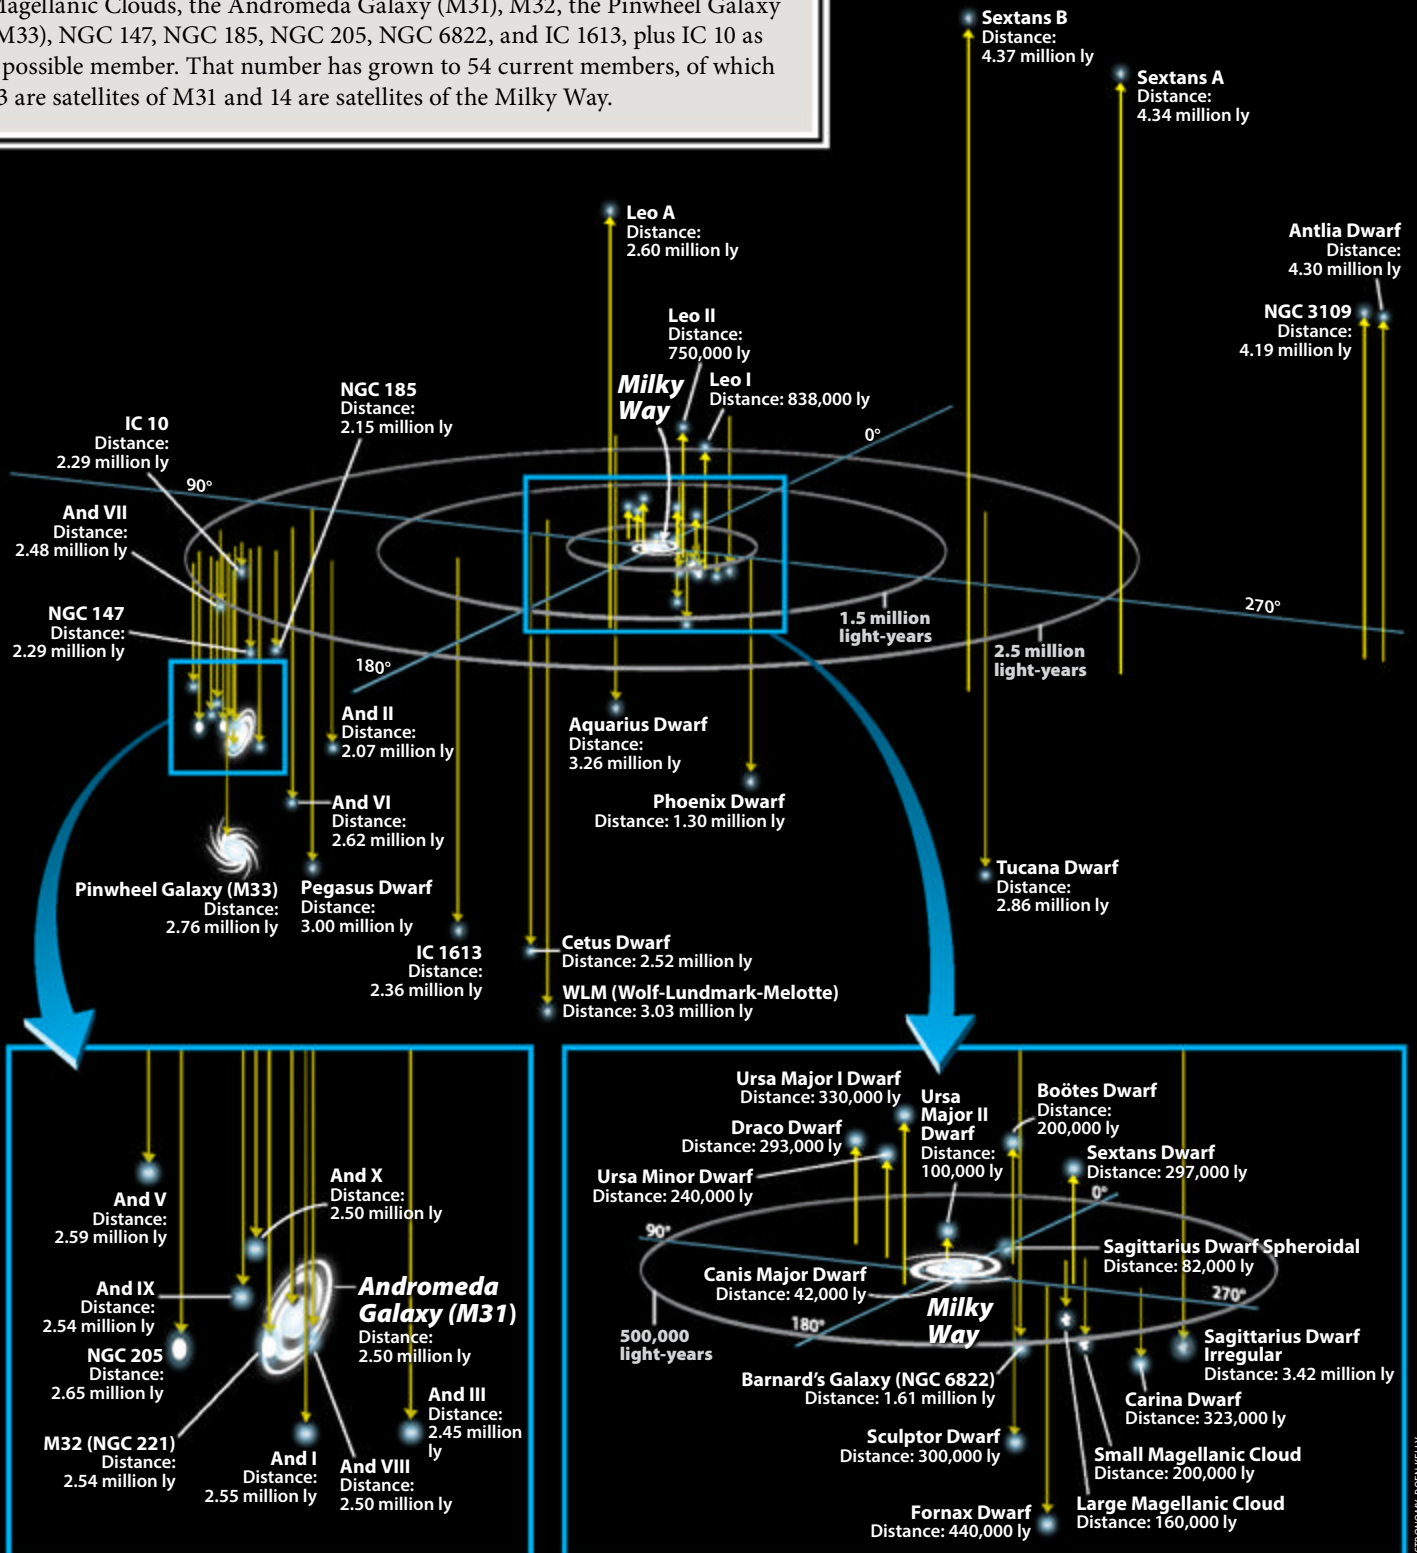 Magellanic Clouds, the Andromeda Galaxy (M31), M32, the Pinwheel Galaxy
M33), NGC 147, NGC 185, NGC 205, NGC 6822, and IC 1613, plus IC 10 as
possible member. That number has grown to 54 current members, of which
3 are satellites of M31 and 14 are satellites of the Milky Way.
Sextans B
Distance:
4.37 million ly
Sextans A
Distance:
4.34 million ly
Leo A
Distance:
2.60 million ly
Antlia Dwarf
Distance:
4.30 million ly
NGC 3109
Distance:
4.19 million ly
Leo II
Distance:
750,000 ly
Milky
Way
Leo I
Distance: 838,000 ly
NGC 185
Distance:
2.15 million ly
IC 10
Distance:
2.29 million ly
0°
90°
And VII
Distance:
2.48 million ly
NGC 147
Distance:
2.29 million ly
270°
1.5 million
light-years
2.5 million
light-years
180°
And II
Distance:
2.07 million ly
Aquarius Dwarf
Distance:
3.26 million ly
Phoenix Dwarf
Distance: 1.30 million ly
And VI
Distance:
2.62 million ly
Tucana Dwarf
Distance:
2.86 million ly
Pinwheel Galaxy (M33)
Distance:
2.76 million ly
Pegasus Dwarf
Distance:
3.00 million ly
IC 1613
Distance:
2.36 million ly
Cetus Dwarf
Distance: 2.52 million ly
WLM (Wolf-Lundmark-Melotte)
Distance: 3.03 million ly
And V
Distance:
2.59 million ly
And X
Distance:
2.50 million ly
And IX
Distance:
2.54 million ly
Andromeda
Galaxy (M31)
Distance:
2.50 million ly
NGC 205
Distance:
2.65 million ly
And III
Distance:
2.45 million
ly
M32 (NGC 221)
Distance:
2.54 million ly
And I
Distance:
2.55 million ly
And VIII
Distance:
2.50 million ly
Ursa Major I Dwarf
Distance: 330,000 ly
Ursa
Major II
Dwarf
Distance:
100,000 ly
Boötes Dwarf
Distance:
200,000 ly
Draco Dwarf
Distance: 293,000 ly
Sextans Dwarf
Distance: 297,000 ly
Ursa Minor Dwarf
Distance: 240,000 ly
0°
90°
Sagittarius Dwarf Spheroidal
Distance: 82,000 ly
Canis Major Dwarf
Distance: 42,000 ly
270°
Milky
Way
180°
500,000
light-years
Sagittarius Dwarf
Irregular
Distance: 3.42 million ly
Barnard's Galaxy (NGC 6822)
Distance: 1.61 million ly
Carina Dwarf
Distance: 323,000 ly
Sculptor Dwarf
Distance: 300,000 ly
Small Magellanic Cloud
Distance: 200,000 ly
Large Magellanic Cloud
Distance: 160,000 ly
Fornax Dwarf
Distance: 440,000 ly